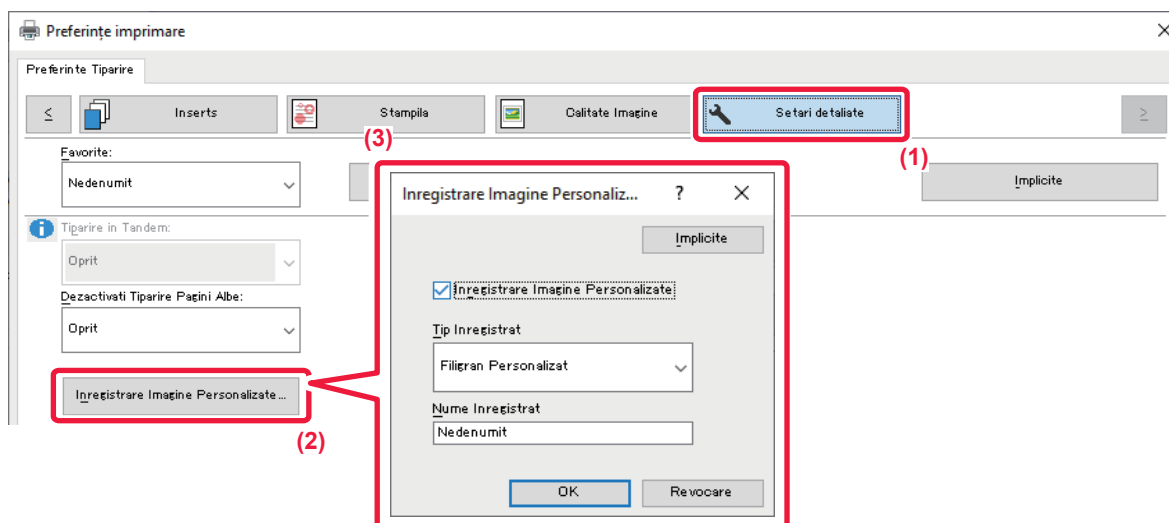 Preferințe imprimare
Preferinte Tiparire
<
Inserts
Stampila
Calitate Imagine
Setari detaliate
>
(3)
(1)
Favorite:
Nedenumit
Implicite
Tiparire in Tandem:
Oprit
Dezactivati Tiparire Pagini Albe:
Oprit
Inregistrare Imagine Personalizate...
(2)
Inregistrare Imagine Personaliz...
?
Implicite
Inregistrare Imagine Personalizate
Tip Inregistrat
Filigran Personalizat
Nume Inregistrat
Nedenumit
OK
Revocare